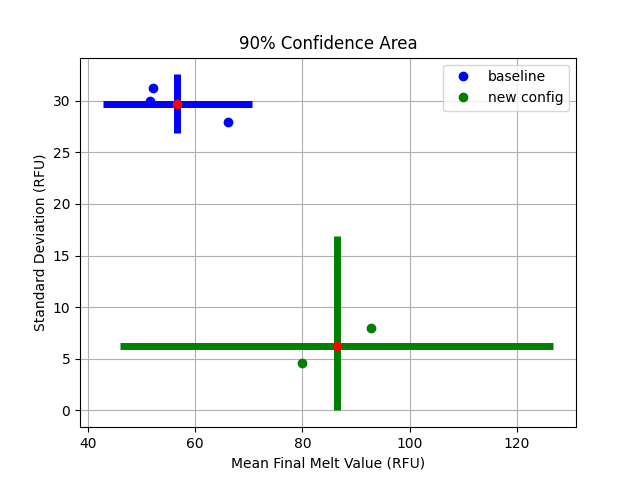 90% Confidence Area
baseline
new config
30
25
20
15
10
5
0
Standard Deviation (RFU)
40
60
80
100
120
Mean Final Melt Value (RFU)